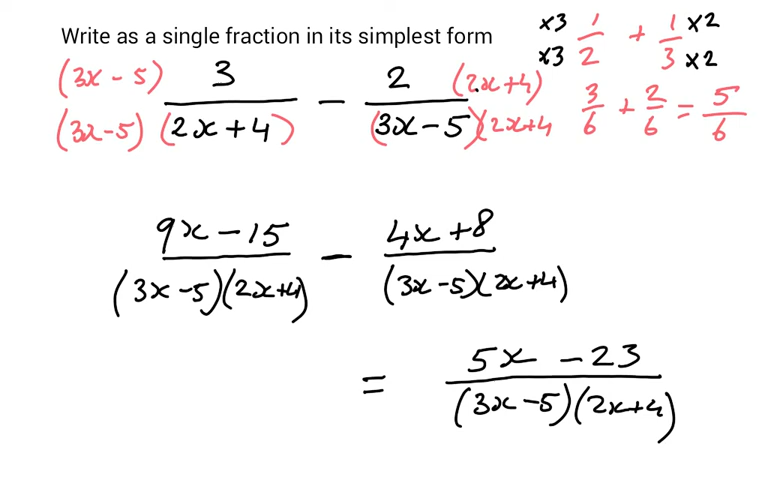 Write as a single fraction in its simplest form
×3 1/2 + 1/3 ×2
×3 ×2
3/6 + 2/6 = 5/6
(3x - 5) 3 - 2 (2x+4)
(3x-5) (2x+4) (3x-5)(2x+4
9x - 15 - 4x + 8
(3x-5)(2x+4) (3x-5)(2x+4)
= 5x - 23
(3x-5)(2x+4)